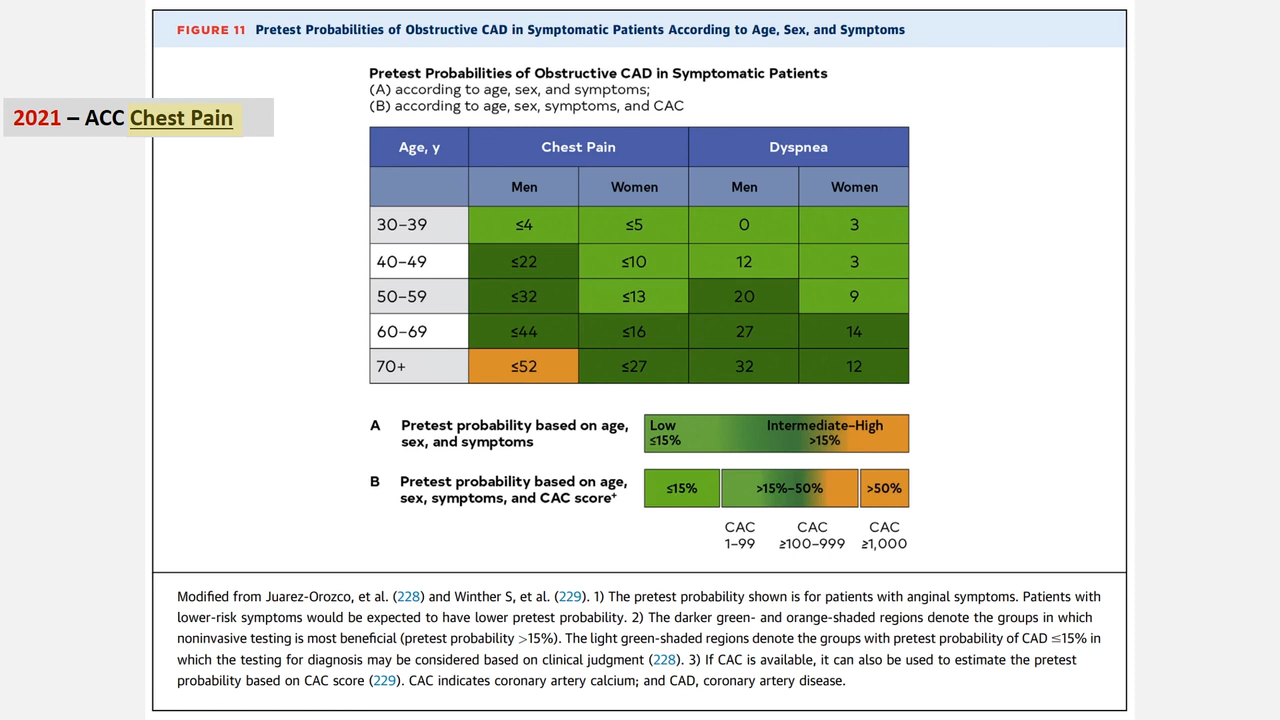 FIGURE 11 Pretest Probabilities of Obstructive CAD in Symptomatic Patients According to Age, Sex, and Symptoms
2021 – ACC Chest Pain
Pretest Probabilities of Obstructive CAD in Symptomatic Patients
(A) according to age, sex, and symptoms;
(B) according to age, sex, symptoms, and CAC
Age, y Chest Pain Dyspnea
Men Women Men Women
30–39 ≤4 ≤5 0 3
40–49 ≤22 ≤10 12 3
50–59 ≤32 ≤13 20 9
60–69 ≤44 ≤16 27 14
70+ ≤52 ≤27 32 12
A Pretest probability based on age, sex, and symptoms
Low ≤15%
Intermediate–High >15%
B Pretest probability based on age, sex, symptoms, and CAC score+
≤15% >15%–50% >50%
CAC 1–99
CAC ≥100–999
CAC ≥1,000
Modified from Juarez-Orozco, et al. (228) and Winther S, et al. (229). 1) The pretest probability shown is for patients with anginal symptoms. Patients with
lower-risk symptoms would be expected to have lower pretest probability. 2) The darker green- and orange-shaded regions denote the groups in which
noninvasive testing is most beneficial (pretest probability >15%). The light green-shaded regions denote the groups with pretest probability of CAD ≤15% in
which the testing for diagnosis may be considered based on clinical judgment (228). 3) If CAC is available, it can also be used to estimate the pretest
probability based on CAC score (229). CAC indicates coronary artery calcium; and CAD, coronary artery disease.